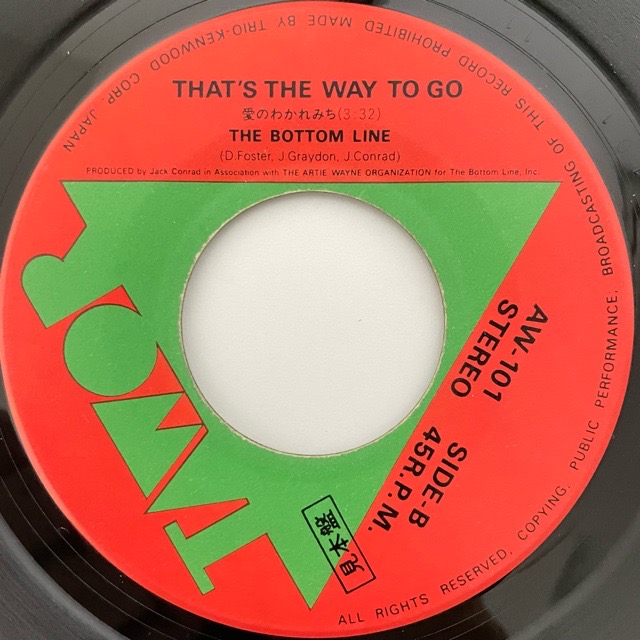 THAT'S THE WAY TO GO
愛のわかれみち(3.32)
THE BOTTOM LINE
(D.Foster, J.Graydon, J.Conrad)
PRODUCED by Jack Conrad in Association with THE ARTIE WAYNE ORGANIZATION for The Bottom Line, Inc.
AW-101
STEREO
SIDE-B
45R.P.M.
見本盤
ALL RIGHTS RESERVED, COPYING, PUBLIC PERFORMANCE, BROADCASTING OF THIS RECORD PROHIBITED MADE BY TRIO-KENWOOD CORP JAPAN